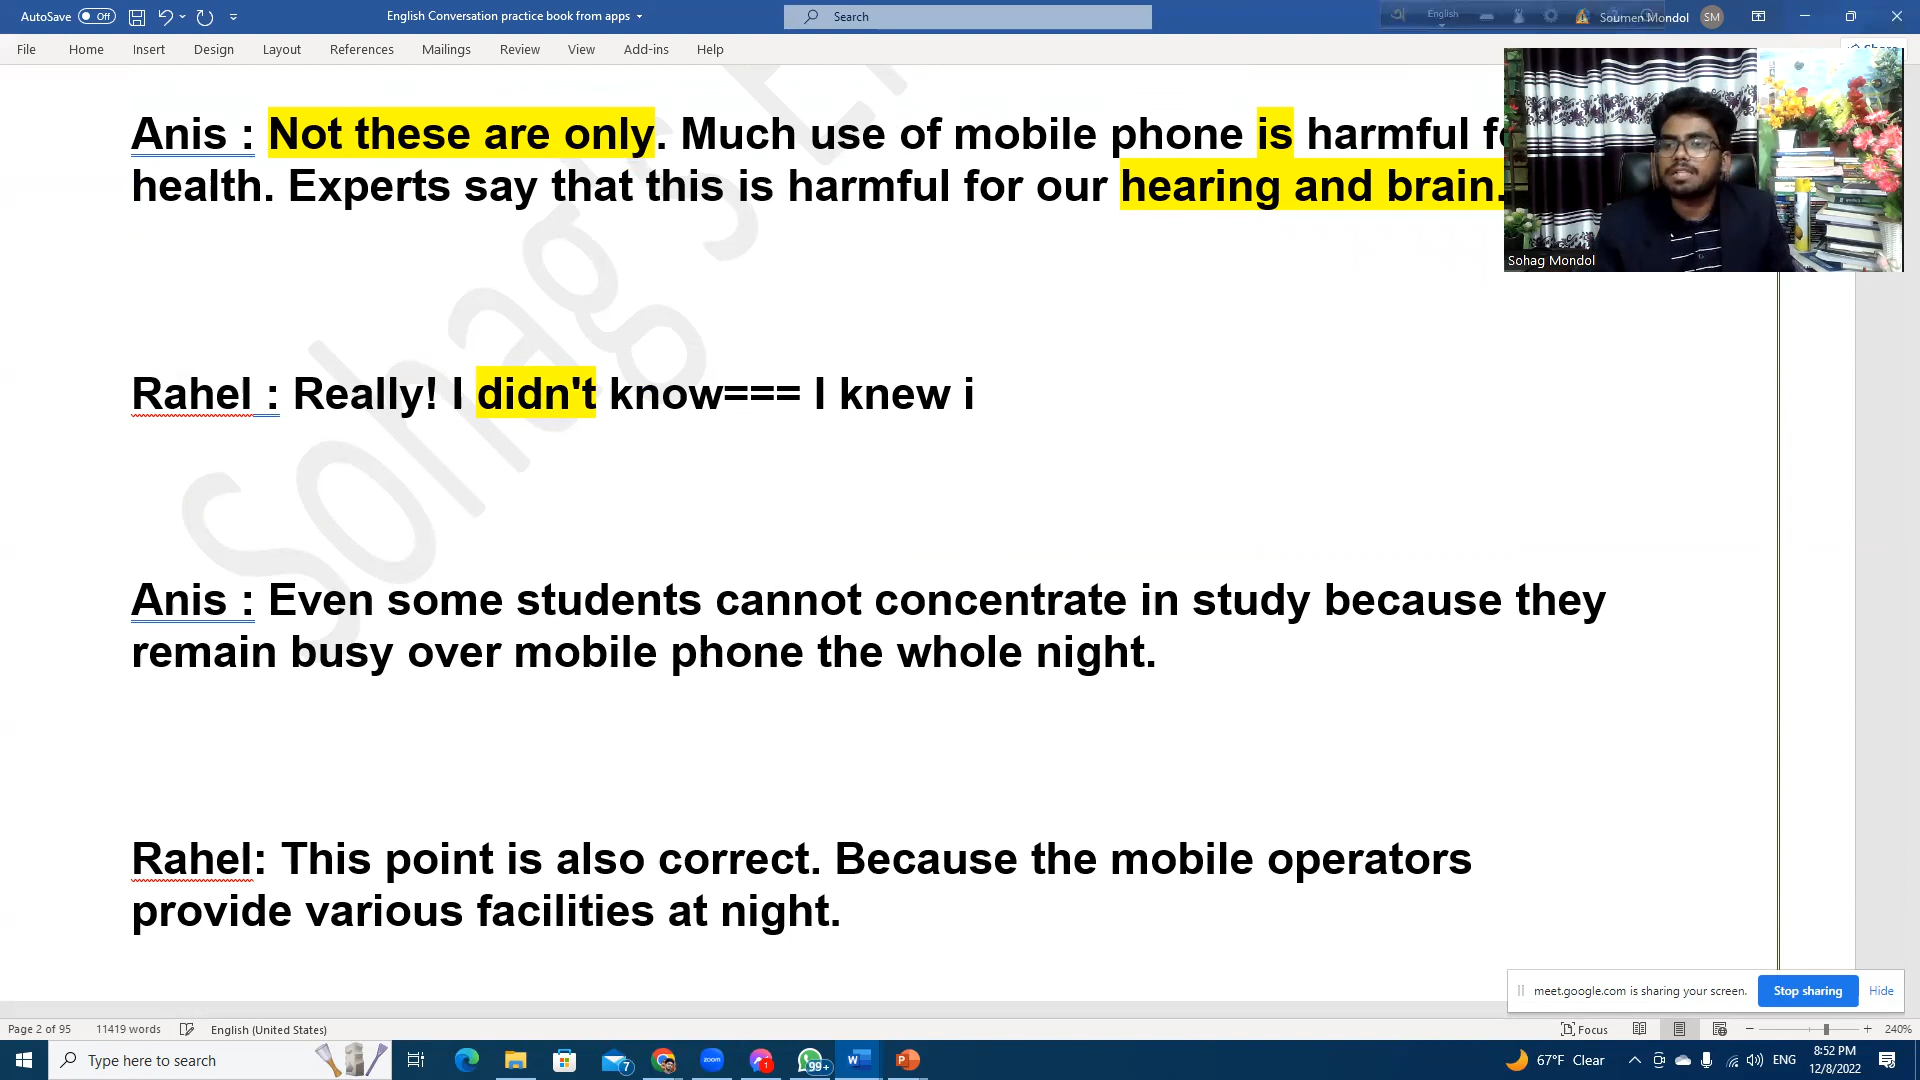 AutoSave Off English Conversation practice book from apps Search English Soumen Mondol SM
File Home Insert Design Layout References Mailings Review View Add-ins Help
Anis : Not these are only. Much use of mobile phone is harmful
health. Experts say that this is harmful for our hearing and brain.
Sohag Mondol
Rahel : Really! I didn't know=== I knew i
Sohag's
Anis : Even some students cannot concentrate in study because they
remain busy over mobile phone the whole night.
Rahel: This point is also correct. Because the mobile operators
provide various facilities at night.
meet.google.com is sharing your screen. Stop sharing Hide
Page 2 of 95 11419 words English (United States) Focus 240%
Type here to search 7 zoom 1 99+ 67°F Clear ENG 8:52 PM
12/8/2022